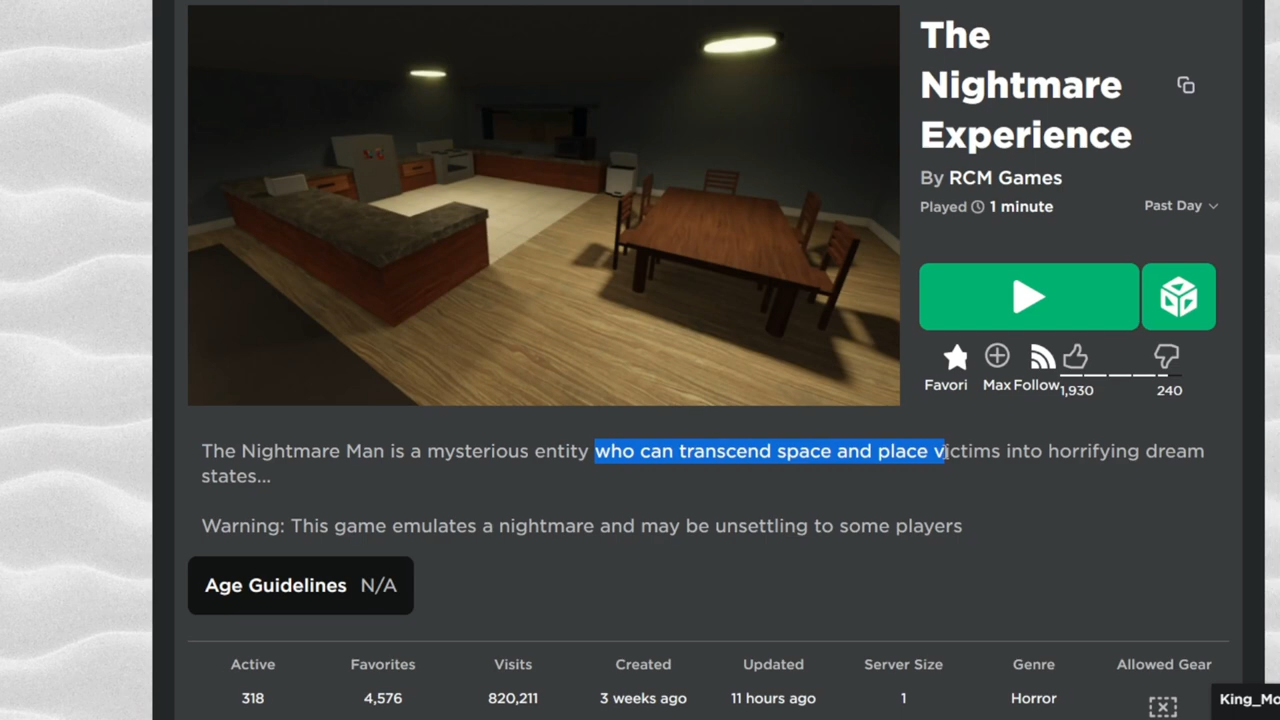 The
Nightmare
Experience
By RCM Games
Played 1 minute
Past Day
Favori
Max
Follow
1,930
240
The Nightmare Man is a mysterious entity who can transcend space and place victims into horrifying dream
states...
Warning: This game emulates a nightmare and may be unsettling to some players
Age Guidelines N/A
Active Favorites Visits Created Updated Server Size Genre Allowed Gear
318 4,576 820,211 3 weeks ago 11 hours ago 1 Horror
King_Mo